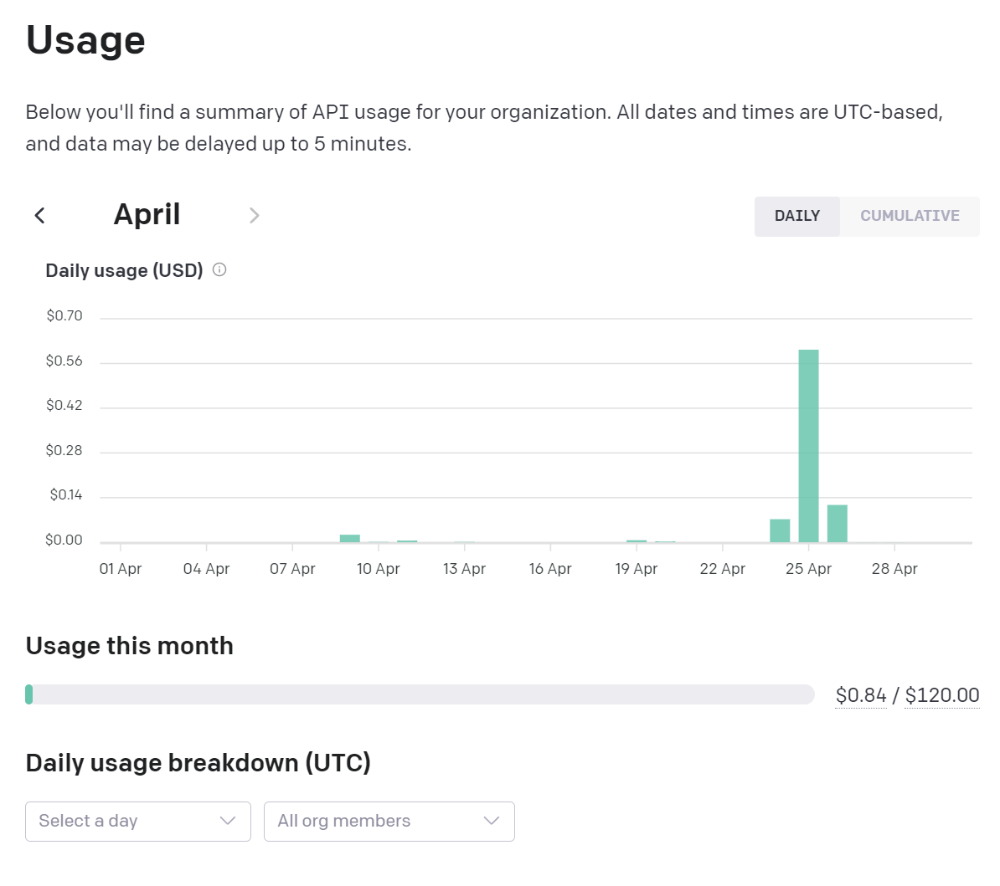 Usage
Below you'll find a summary of API usage for your organization. All dates and times are UTC-based,
and data may be delayed up to 5 minutes.
April
DAILY CUMULATIVE
Daily usage (USD)
$0.70
$0.56
$0.42
$0.28
$0.14
$0.00
01 Apr 04 Apr 07 Apr 10 Apr 13 Apr 16 Apr 19 Apr 22 Apr 25 Apr 28 Apr
Usage this month
$0.84 / $120.00
Daily usage breakdown (UTC)
Select a day All org members